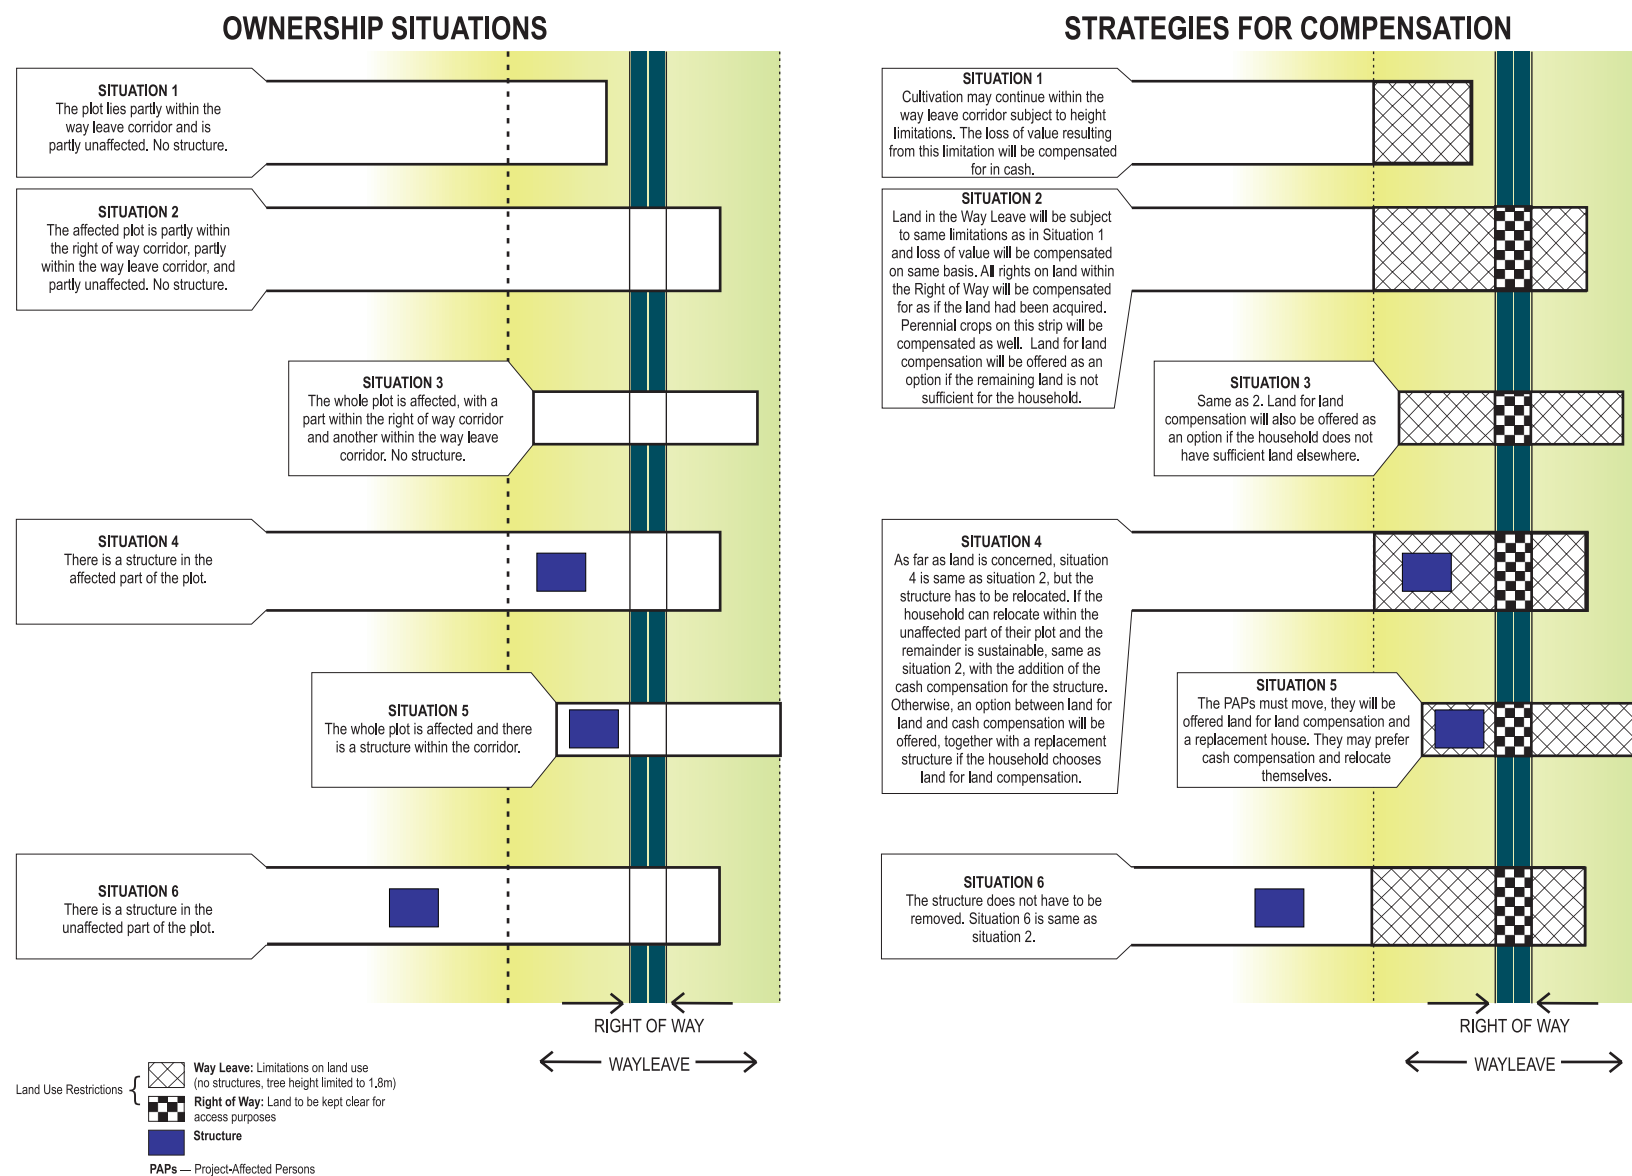 OWNERSHIP SITUATIONS
SITUATION 1
The plot lies partly within the
way leave corridor and is
partly unaffected. No structure.
SITUATION 2
The affected plot is partly within
the right of way corridor, partly
within the way leave corridor, and
partly unaffected. No structure.
SITUATION 3
The whole plot is affected, with a
part within the right of way corridor
and another within the way leave
corridor. No structure.
SITUATION 4
There is a structure in the
affected part of the plot.
SITUATION 5
The whole plot is affected and there
is a structure within the corridor.
SITUATION 6
There is a structure in the
unaffected part of the plot.
RIGHT OF WAY
WAYLEAVE
STRATEGIES FOR COMPENSATION
SITUATION 1
Cultivation may continue within the
way leave corridor subject to height
limitations. The loss of value resulting
from this limitation will be compensated
for in cash.
SITUATION 2
Land in the Way Leave will be subject
to same limitations as in Situation 1
and loss of value will be compensated
on same basis. All rights on land within
the Right of Way will be compensated
for as if the land had been acquired.
Perennial crops on this strip will be
compensated as well. Land for land
compensation will be offered as an
option if the remaining land is not
sufficient for the household.
SITUATION 3
Same as 2. Land for land
compensation will also be offered as
an option if the household does not
have sufficient land elsewhere.
SITUATION 4
As far as land is concerned, situation
4 is same as situation 2, but the
structure has to be relocated. If the
household can relocate within the
unaffected part of their plot and the
remainder is sustainable, same as
situation 2, with the addition of the
cash compensation for the structure.
Otherwise, an option between land for
land and cash compensation will be
offered, together with a replacement
structure if the household chooses
land for land compensation.
SITUATION 5
The PAPs must move, they will be
offered land for land compensation and
a replacement house. They may prefer
cash compensation and relocate
themselves.
SITUATION 6
The structure does not have to be
removed. Situation 6 is same as
situation 2.
RIGHT OF WAY
WAYLEAVE
Land Use Restrictions
Way Leave: Limitations on land use
(no structures, tree height limited to 1.8m)
Right of Way: Land to be kept clear for
access purposes
Structure
PAPs — Project-Affected Persons